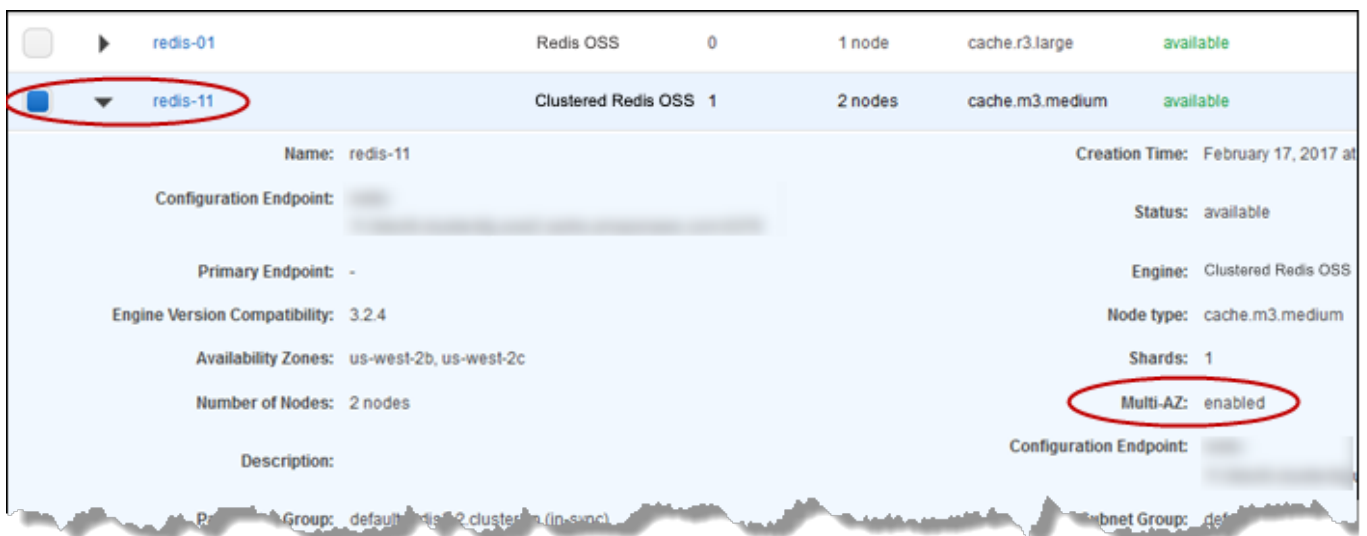 redis-01 Redis OSS 0 1 node cache.r3.large available
redis-11 Clustered Redis OSS 1 2 nodes cache.m3.medium available
Name: redis-11 Creation Time: February 17, 2017 at
Configuration Endpoint:
Status: available
Primary Endpoint: - Engine: Clustered Redis OSS
Engine Version Compatibility: 3.2.4 Node type: cache.m3.medium
Availability Zones: us-west-2b, us-west-2c Shards: 1
Number of Nodes: 2 nodes Multi-AZ: enabled
Configuration Endpoint:
Description:
Group: (in-sync) Group: